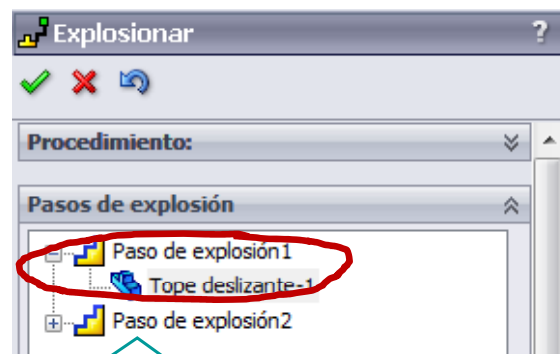 Explosionar ?
Procedimiento:
Pasos de explosión
Paso de explosión1
Tope deslizante-1
Paso de explosión2